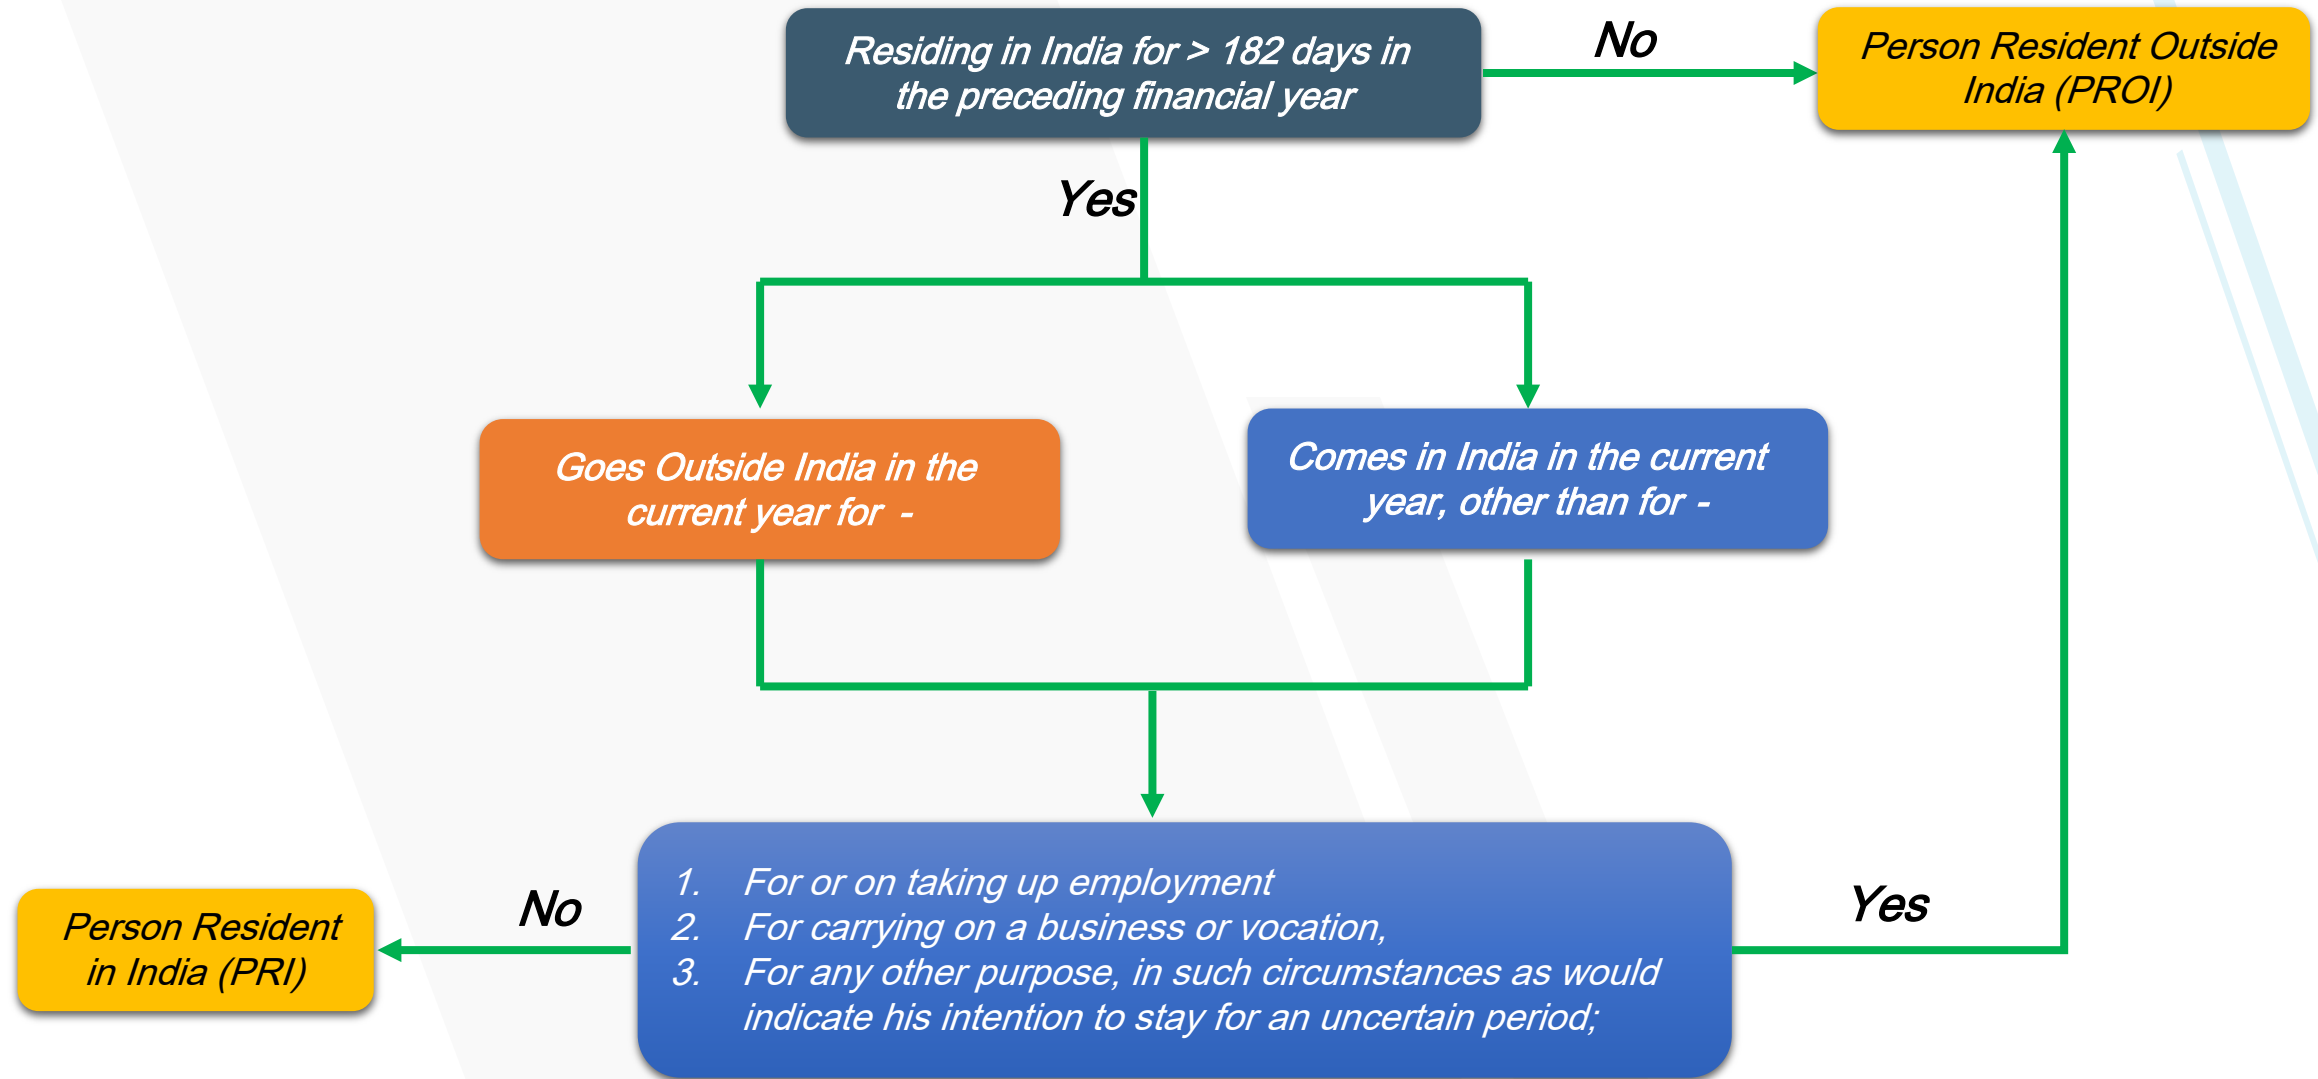 Residing in India for > 182 days in
the preceding financial year
No
Person Resident Outside
India (PROI)
Yes
Goes Outside India in the
current year for -
Comes in India in the current
year, other than for -
Person Resident
in India (PRI)
No
1. For or on taking up employment
2. For carrying on a business or vocation,
3. For any other purpose, in such circumstances as would
indicate his intention to stay for an uncertain period;
Yes